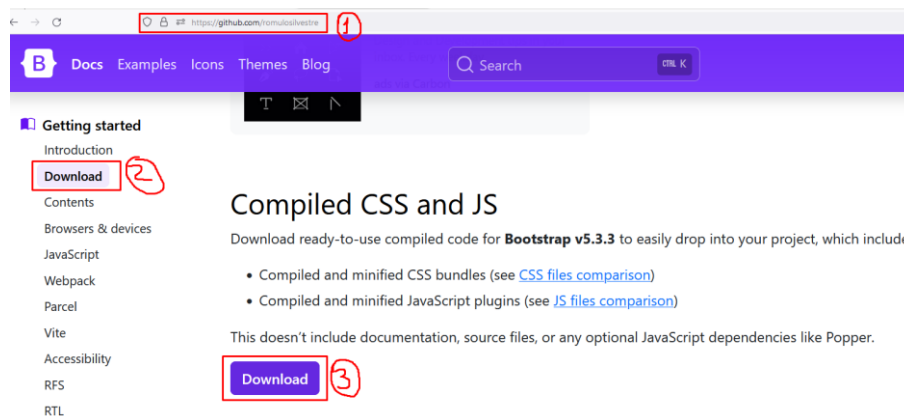 https://github.com/romulosilvestre
1
B Docs Examples Icons Themes Blog Search CTRL K
T
Getting started
Introduction
Download
2
Contents
Browsers & devices
JavaScript
Webpack
Parcel
Vite
Accessibility
RFS
RTL
Compiled CSS and JS
Download ready-to-use compiled code for Bootstrap v5.3.3 to easily drop into your project, which include
• Compiled and minified CSS bundles (see CSS files comparison)
• Compiled and minified JavaScript plugins (see JS files comparison)
This doesn't include documentation, source files, or any optional JavaScript dependencies like Popper.
Download
3